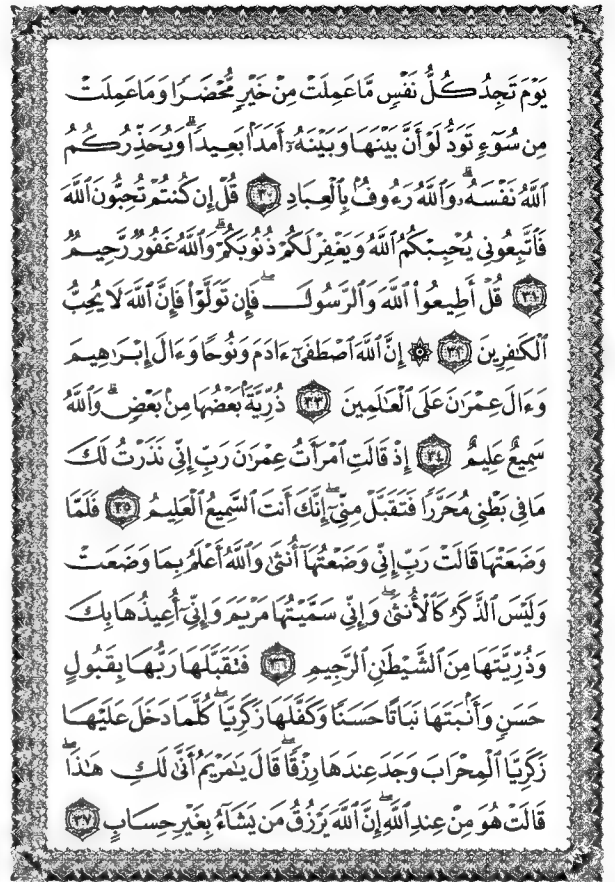 يَوْمَ تَجِدُ كُلُّ نَفْسٍ مَّا عَمِلَتْ مِنْ خَيْرٍ مُّحْضَرًا وَمَا عَمِلَتْ
مِن سُوٓءٍ تَوَدُّ لَوْ أَنَّ بَيْنَهَا وَبَيْنَهُۥٓ أَمَدًۢا بَعِيدًا ۗ وَيُحَذِّرُكُمُ
ٱللَّهُ نَفْسَهُۥ ۗ وَٱللَّهُ رَءُوفٌۢ بِٱلْعِبَادِ ٣٠ قُلْ إِن كُنتُمْ تُحِبُّونَ ٱللَّهَ
فَٱتَّبِعُونِى يُحْبِبْكُمُ ٱللَّهُ وَيَغْفِرْ لَكُمْ ذُنُوبَكُمْ ۗ وَٱللَّهُ غَفُورٌ رَّحِيمٌ
٣١ قُلْ أَطِيعُوا۟ ٱللَّهَ وَٱلرَّسُولَ ۖ فَإِن تَوَلَّوْا۟ فَإِنَّ ٱللَّهَ لَا يُحِبُّ
ٱلْكَـٰفِرِينَ ٣٢ ۞ إِنَّ ٱللَّهَ ٱصْطَفَىٰٓ ءَادَمَ وَنُوحًا وَءَالَ إِبْرَٰهِيمَ
وَءَالَ عِمْرَٰنَ عَلَى ٱلْعَـٰلَمِينَ ٣٣ ذُرِّيَّةًۢ بَعْضُهَا مِنۢ بَعْضٍ ۗ وَٱللَّهُ
سَمِيعٌ عَلِيمٌ ٣٤ إِذْ قَالَتِ ٱمْرَأَتُ عِمْرَٰنَ رَبِّ إِنِّى نَذَرْتُ لَكَ
مَا فِى بَطْنِى مُحَرَّرًا فَتَقَبَّلْ مِنِّىٓ ۖ إِنَّكَ أَنتَ ٱلسَّمِيعُ ٱلْعَلِيمُ ٣٥ فَلَمَّا
وَضَعَتْهَا قَالَتْ رَبِّ إِنِّى وَضَعْتُهَآ أُنثَىٰ وَٱللَّهُ أَعْلَمُ بِمَا وَضَعَتْ
وَلَيْسَ ٱلذَّكَرُ كَٱلْأُنثَىٰ ۖ وَإِنِّى سَمَّيْتُهَا مَرْيَمَ وَإِنِّىٓ أُعِيذُهَا بِكَ
وَذُرِّيَّتَهَا مِنَ ٱلشَّيْطَـٰنِ ٱلرَّجِيمِ ٣٦ فَتَقَبَّلَهَا رَبُّهَا بِقَبُولٍ
حَسَنٍ وَأَنۢبَتَهَا نَبَاتًا حَسَنًا وَكَفَّلَهَا زَكَرِيَّا ۖ كُلَّمَا دَخَلَ عَلَيْهَا
زَكَرِيَّا ٱلْمِحْرَابَ وَجَدَ عِندَهَا رِزْقًا ۖ قَالَ يَـٰمَرْيَمُ أَنَّىٰ لَكِ هَـٰذَا ۖ
قَالَتْ هُوَ مِنْ عِندِ ٱللَّهِ ۖ إِنَّ ٱللَّهَ يَرْزُقُ مَن يَشَآءُ بِغَيْرِ حِسَابٍ ٣٧